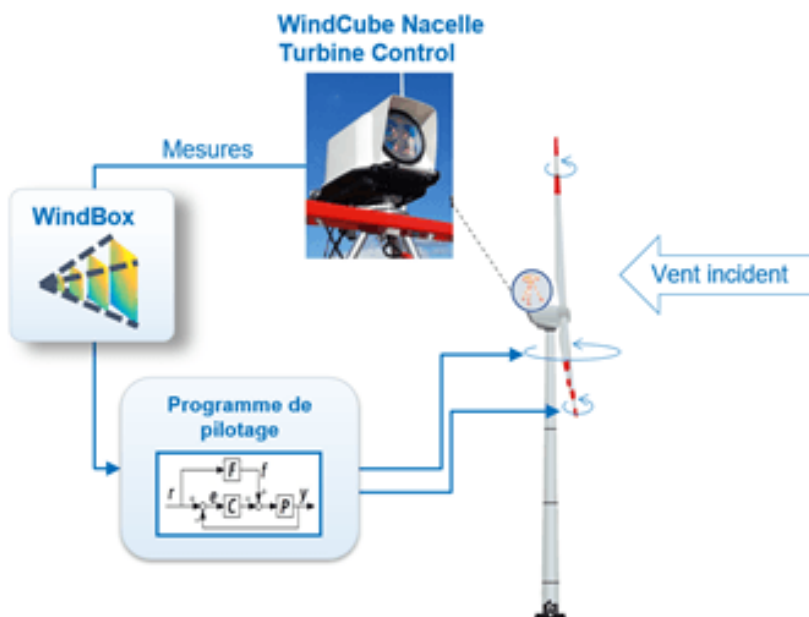 WindCube Nacelle
Turbine Control
Mesures
WindBox
Vent incident
Programme de
pilotage
F
f
r
e
C
P
y